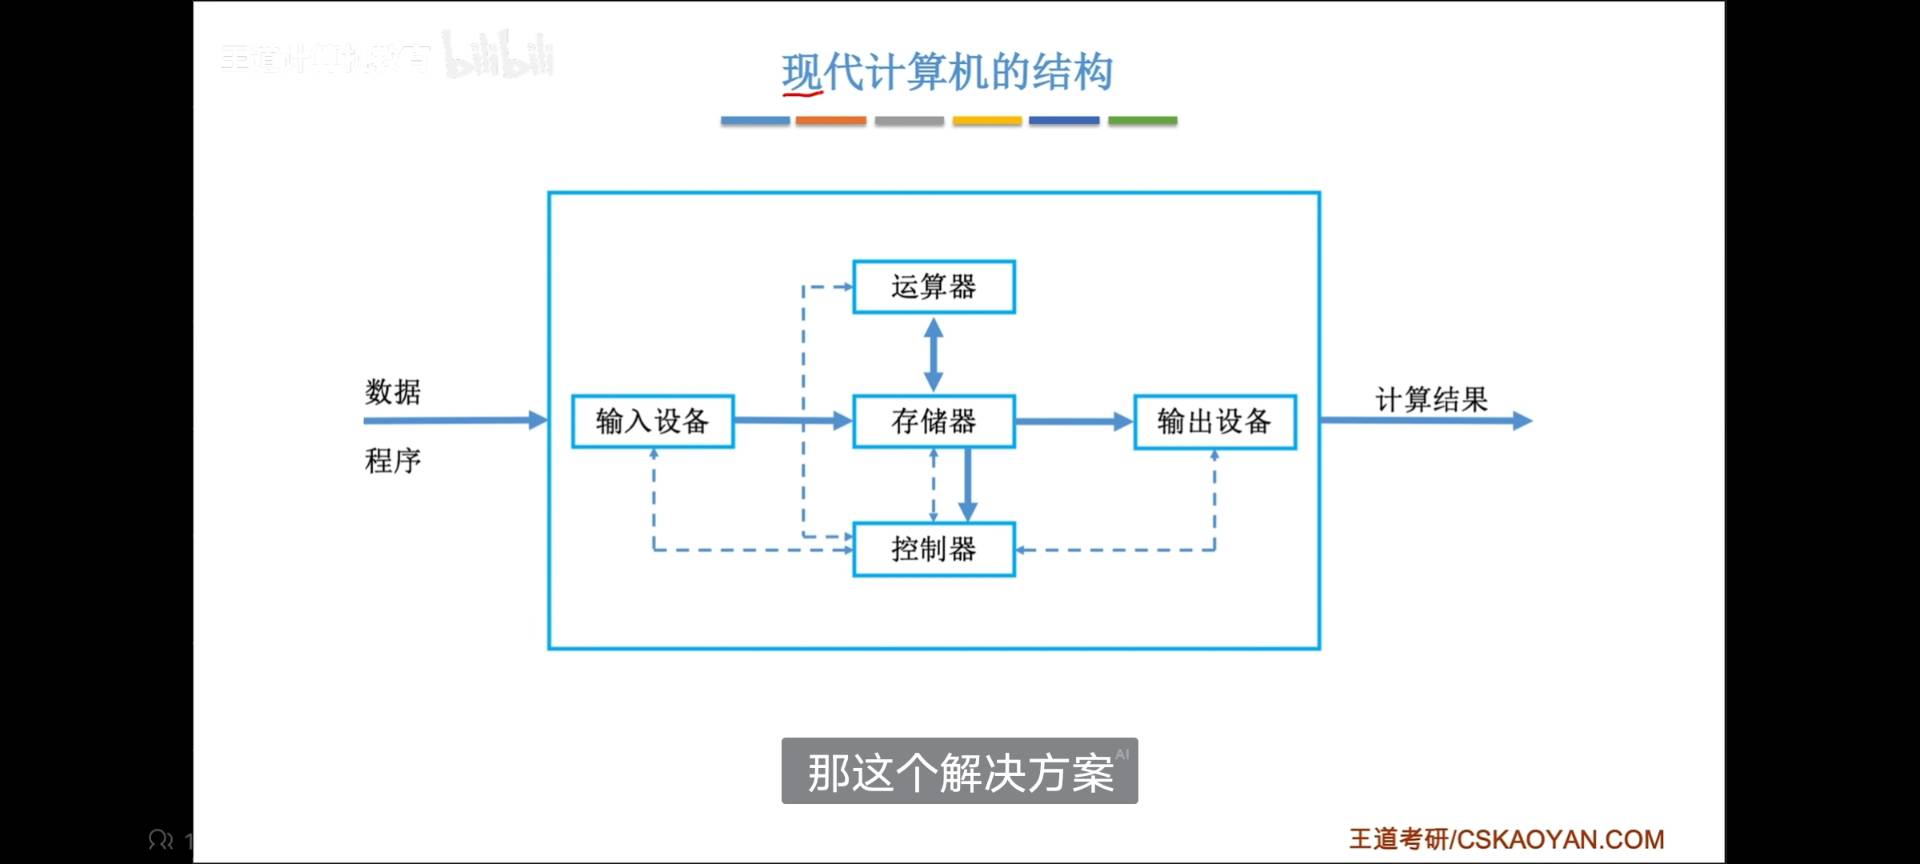 王道计算机教育 bilibili
现代计算机的结构
运算器
数据
程序
输入设备
存储器
输出设备
计算结果
控制器
那这个解决方案 AI
王道考研/CSKAOYAN.COM
1